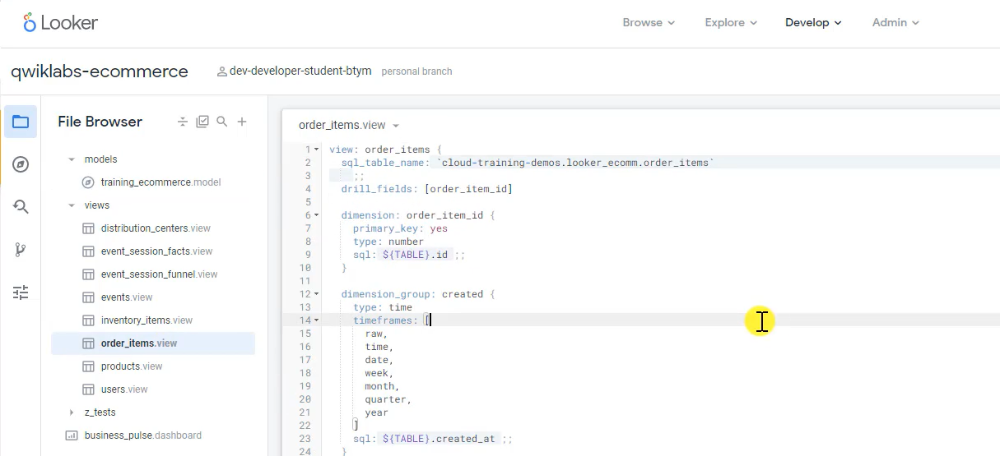 Looker
Browse
Explore
Develop
Admin
qwiklabs-ecommerce
dev-developer-student-btym personal branch
File Browser
models
training_ecommerce.model
views
distribution_centers.view
event_session_facts.view
event_session_funnel.view
events.view
inventory_items.view
order_items.view
products.view
users.view
z_tests
business_pulse.dashboard
order_items.view
1 view: order_items {
2 sql_table_name: `cloud-training-demos.looker_ecomm.order_items`
3 ;;
4 drill_fields: [order_item_id]
5
6 dimension: order_item_id {
7 primary_key: yes
8 type: number
9 sql: ${TABLE}.id ;;
10 }
11
12 dimension_group: created {
13 type: time
14 timeframes: [
15 raw,
16 time,
17 date,
18 week,
19 month,
20 quarter,
21 year
22 ]
23 sql: ${TABLE}.created_at ;;
24 }